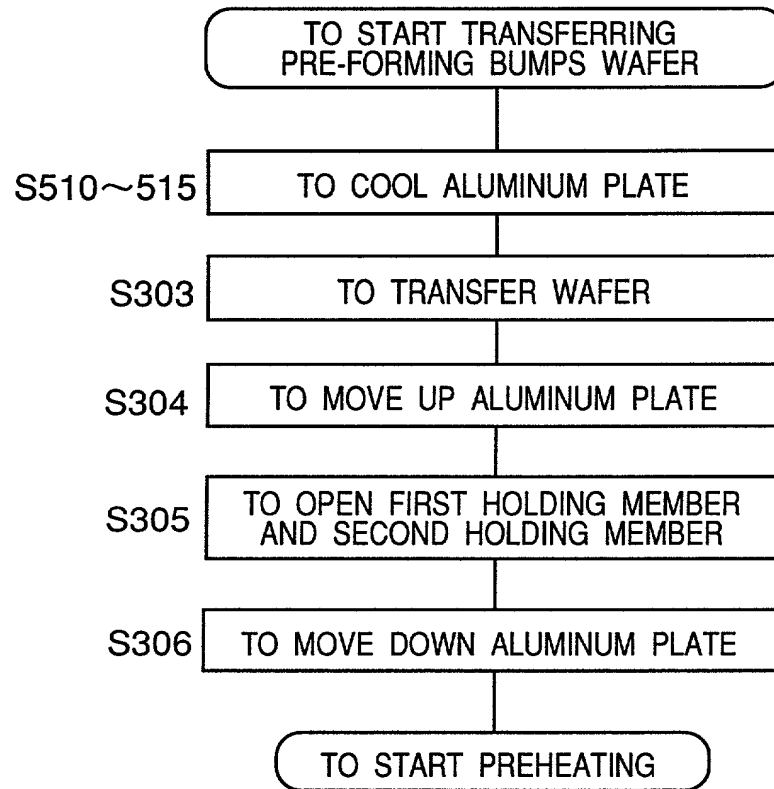 TO START TRANSFERRING
PRE-FORMING BUMPS WAFER
S510~515
TO COOL ALUMINUM PLATE
S303
TO TRANSFER WAFER
S304
TO MOVE UP ALUMINUM PLATE
S305
TO OPEN FIRST HOLDING MEMBER
AND SECOND HOLDING MEMBER
S306
TO MOVE DOWN ALUMINUM PLATE
TO START PREHEATING